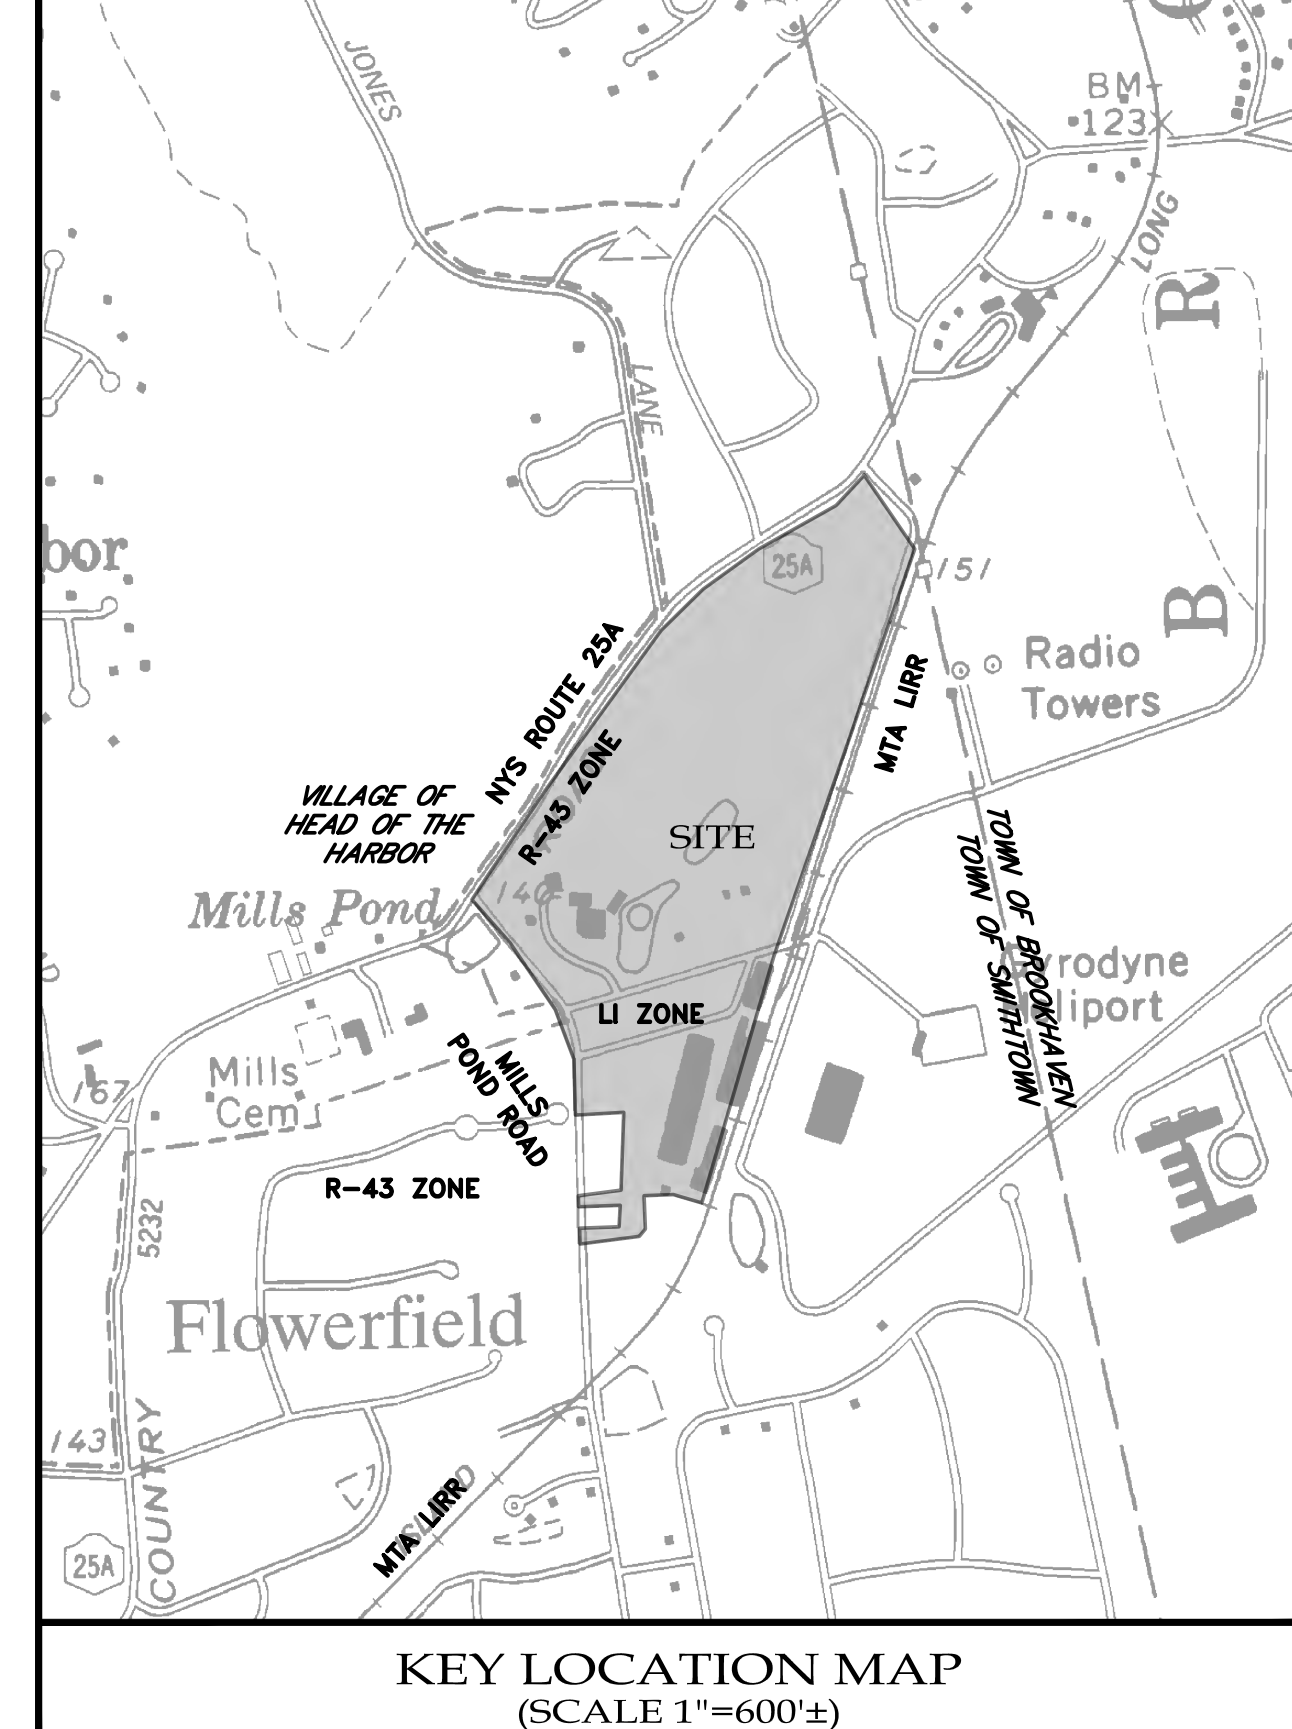 JONES
BM
123
LONG
R
LANE
bor
25A
151
B
Radio
Towers
NYS ROUTE 25A
MTA LIRR
R-43 ZONE
VILLAGE OF
HEAD OF THE
HARBOR
SITE
Mills Pond
140
TOWN OF BROOKHAVEN
TOWN OF SMITHTOWN
Gyrodyne
Heliport
LI ZONE
MILLS
POND ROAD
167
Mills
Cem
R-43 ZONE
5232
Flowerfield
143
COUNTRY
MTA LIRR
25A
KEY LOCATION MAP
(SCALE 1"=600'±)